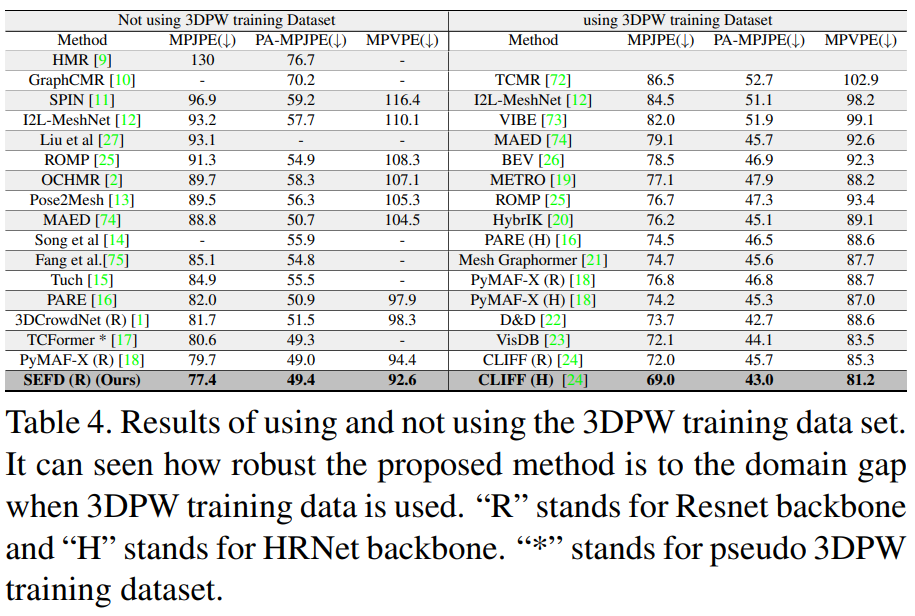 Not using 3DPW training Dataset using 3DPW training Dataset
Method MPJPE(↓) PA-MPJPE(↓) MPVPE(↓) Method MPJPE(↓) PA-MPJPE(↓) MPVPE(↓)
HMR [9] 130 76.7 -
GraphCMR [10] - 70.2 - TCMR [72] 86.5 52.7 102.9
SPIN [11] 96.9 59.2 116.4 I2L-MeshNet [12] 84.5 51.1 98.2
I2L-MeshNet [12] 93.2 57.7 110.1 VIBE [73] 82.0 51.9 99.1
Liu et al [27] 93.1 - - MAED [74] 79.1 45.7 92.6
ROMP [25] 91.3 54.9 108.3 BEV [26] 78.5 46.9 92.3
OCHMR [2] 89.7 58.3 107.1 METRO [19] 77.1 47.9 88.2
Pose2Mesh [13] 89.5 56.3 105.3 ROMP [25] 76.7 47.3 93.4
MAED [74] 88.8 50.7 104.5 HybrIK [20] 76.2 45.1 89.1
Song et al [14] - 55.9 - PARE (H) [16] 74.5 46.5 88.6
Fang et al.[75] 85.1 54.8 - Mesh Graphormer [21] 74.7 45.6 87.7
Tuch [15] 84.9 55.5 - PyMAF-X (R) [18] 76.8 46.8 88.7
PARE [16] 82.0 50.9 97.9 PyMAF-X (H) [18] 74.2 45.3 87.0
3DCrowdNet (R) [1] 81.7 51.5 98.3 D&D [22] 73.7 42.7 88.6
TCFormer * [17] 80.6 49.3 - VisDB [23] 72.1 44.1 83.5
PyMAF-X (R) [18] 79.7 49.0 94.4 CLIFF (R) [24] 72.0 45.7 85.3
SEFD (R) (Ours) 77.4 49.4 92.6 CLIFF (H) [24] 69.0 43.0 81.2
Table 4. Results of using and not using the 3DPW training data set.
It can seen how robust the proposed method is to the domain gap
when 3DPW training data is used. “R” stands for Resnet backbone
and “H” stands for HRNet backbone. “*” stands for pseudo 3DPW
training dataset.